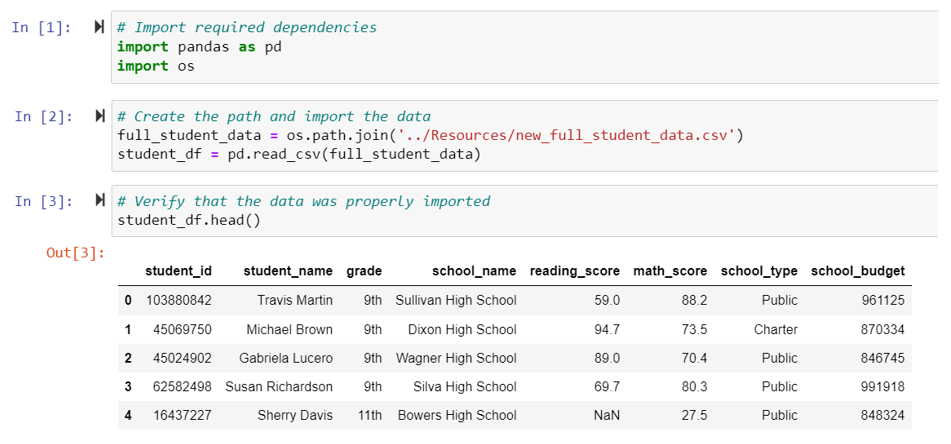 In [1]: # Import required dependencies
import pandas as pd
import os
In [2]: # Create the path and import the data
full_student_data = os.path.join('../Resources/new_full_student_data.csv')
student_df = pd.read_csv(full_student_data)
In [3]: # Verify that the data was properly imported
student_df.head()
Out[3]:
student_id student_name grade school_name reading_score math_score school_type school_budget
0 103880842 Travis Martin 9th Sullivan High School 59.0 88.2 Public 961125
1 45069750 Michael Brown 9th Dixon High School 94.7 73.5 Charter 870334
2 45024902 Gabriela Lucero 9th Wagner High School 89.0 70.4 Public 846745
3 62582498 Susan Richardson 9th Silva High School 69.7 80.3 Public 991918
4 16437227 Sherry Davis 11th Bowers High School NaN 27.5 Public 848324